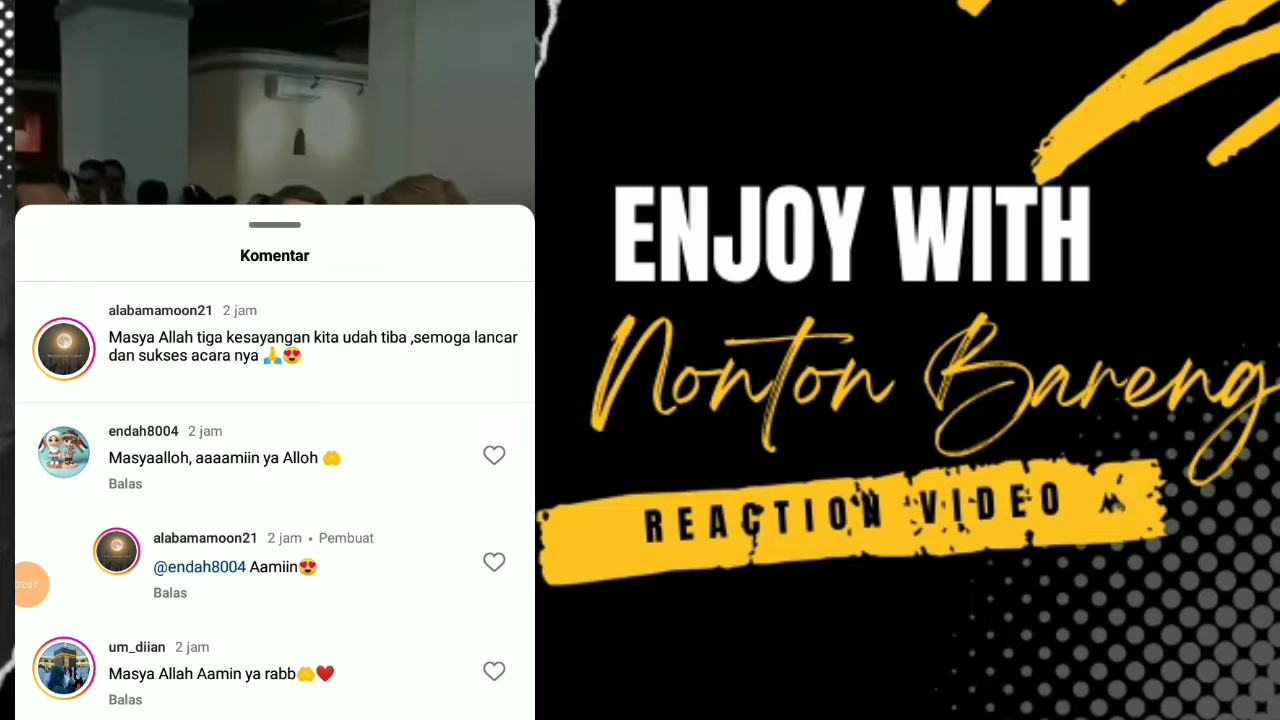 Komentar
alabamamoon21 2 jam
Masya Allah tiga kesayangan kita udah tiba ,semoga lancar
dan sukses acara nya 🙏😍
endah8004 2 jam
Masyaalloh, aaaamiin ya Alloh 🤲
Balas
alabamamoon21 2 jam • Pembuat
@endah8004 Aamiin😍
Balas
02:07
um_diian 2 jam
Masya Allah Aamin ya rabb🤲❤️
Balas
ENJOY WITH
Nonton Bareng
REACTION VIDEO